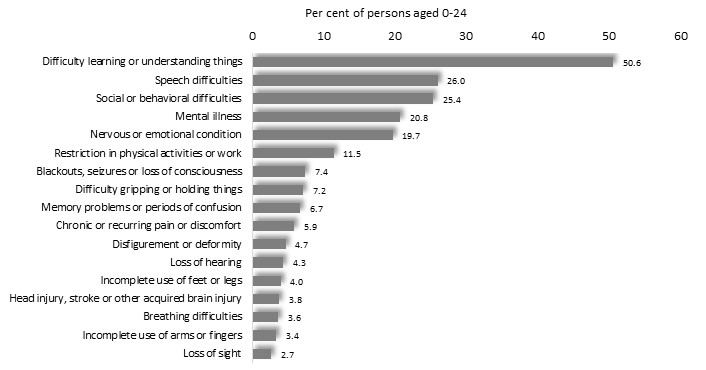 Per cent of persons aged 0-24
0 10 20 30 40 50 60
Difficulty learning or understanding things 50.6
Speech difficulties 26.0
Social or behavioral difficulties 25.4
Mental illness 20.8
Nervous or emotional condition 19.7
Restriction in physical activities or work 11.5
Blackouts, seizures or loss of consciousness 7.4
Difficulty gripping or holding things 7.2
Memory problems or periods of confusion 6.7
Chronic or recurring pain or discomfort 5.9
Disfigurement or deformity 4.7
Loss of hearing 4.3
Incomplete use of feet or legs 4.0
Head injury, stroke or other acquired brain injury 3.8
Breathing difficulties 3.6
Incomplete use of arms or fingers 3.4
Loss of sight 2.7